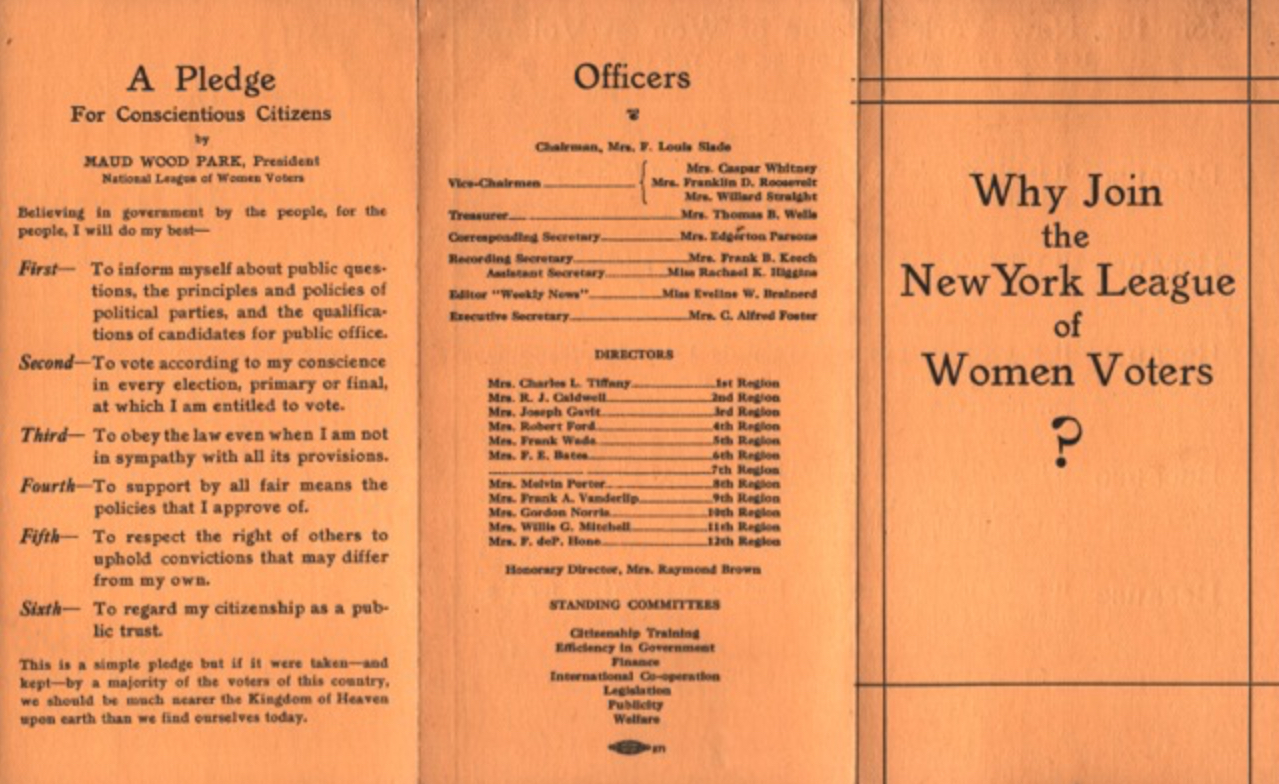 A Pledge
For Conscientious Citizens
by
MAUD WOOD PARK, President
National League of Women Voters
Believing in government by the people, for the
people, I will do my best—
First— To inform myself about public ques-
tions, the principles and policies of
political parties, and the qualifica-
tions of candidates for public office.
Second—To vote according to my conscience
in every election, primary or final,
at which I am entitled to vote.
Third— To obey the law even when I am not
in sympathy with all its provisions.
Fourth—To support by all fair means the
policies that I approve of.
Fifth— To respect the right of others to
uphold convictions that may differ
from my own.
Sixth— To regard my citizenship as a pub-
lic trust.
This is a simple pledge but if it were taken—and
kept—by a majority of the voters of this country,
we should be much nearer the Kingdom of Heaven
upon earth than we find ourselves today.
Officers
Chairman, Mrs. F. Louis Slade
Mrs. Caspar Whitney
Vice-Chairmen Mrs. Franklin D. Roosevelt
Mrs. Willard Straight
Treasurer Mrs. Thomas B. Wells
Corresponding Secretary Mrs. Edgerton Parsons
Recording Secretary Mrs. Frank B. Keech
Assistant Secretary Miss Rachael K. Higgins
Editor "Weekly News" Miss Eveline W. Brainerd
Executive Secretary Mrs. C. Alfred Foster
DIRECTORS
Mrs. Charles L. Tiffany 1st Region
Mrs. R. J. Caldwell 2nd Region
Mrs. Joseph Gavit 3rd Region
Mrs. Robert Ford 4th Region
Mrs. Frank Wade 5th Region
Mrs. F. E. Bates 6th Region
7th Region
Mrs. Melvin Porter 8th Region
Mrs. Frank A. Vanderlip 9th Region
Mrs. Gordon Norris 10th Region
Mrs. Willis G. Mitchell 11th Region
Mrs. F. deP. Hone 12th Region
Honorary Director, Mrs. Raymond Brown
STANDING COMMITTEES
Citizenship Training
Efficiency in Government
Finance
International Co-operation
Legislation
Publicity
Welfare
Why Join
the
New York League
of
Women Voters
?